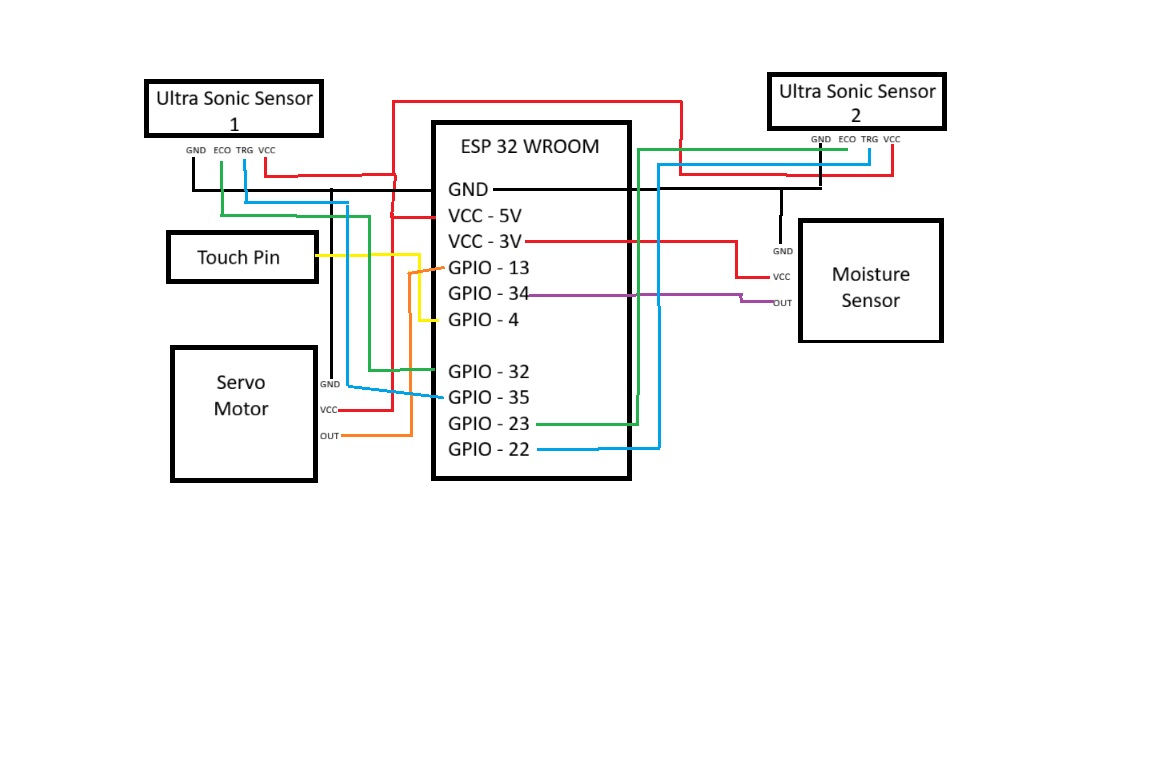 Ultra Sonic Sensor
1
GND ECO TRG VCC
Ultra Sonic Sensor
2
GND ECO TRG VCC
ESP 32 WROOM
GND
VCC - 5V
VCC - 3V
GPIO - 13
GPIO - 34
GPIO - 4
GPIO - 32
GPIO - 35
GPIO - 23
GPIO - 22
Touch Pin
Servo
Motor
GND
VCC
OUT
GND
VCC
OUT
Moisture
Sensor